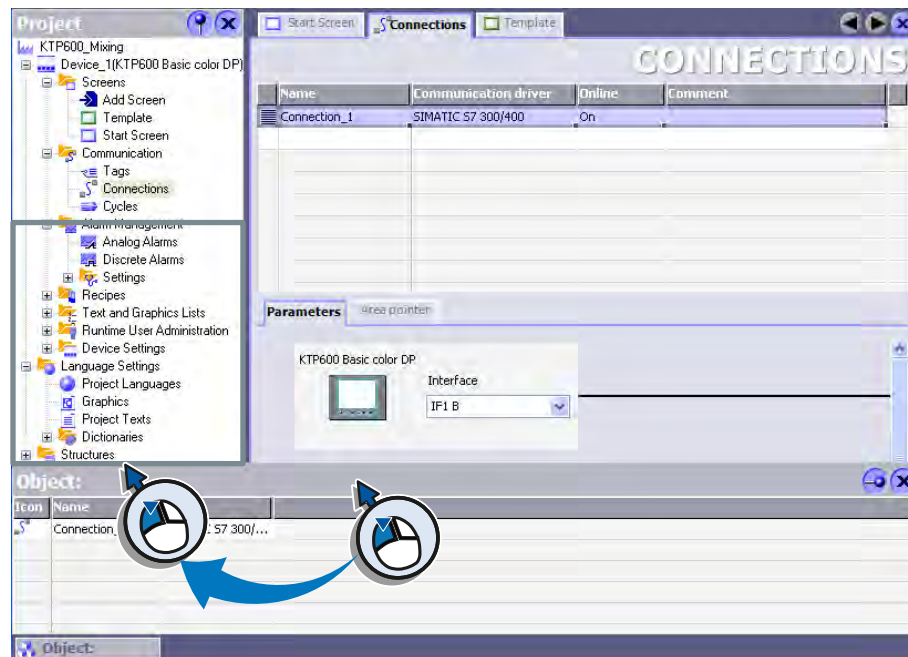 Project
Start Screen
Connections
Template
KTP600_Mixing
Device_1(KTP600 Basic color DP)
Screens
Add Screen
Template
Start Screen
Communication
Tags
Connections
Cycles
Alarm Management
Analog Alarms
Discrete Alarms
Settings
Recipes
Text and Graphics Lists
Runtime User Administration
Device Settings
Language Settings
Project Languages
Graphics
Project Texts
Dictionaries
Structures
CONNECTIONS
Name Communication driver Online Comment
Connection_1 SIMATIC S7 300/400 On
Parameters Area pointer
KTP600 Basic color DP
Interface
IF1 B
Object:
Icon Name
Connection_ S7 300/...
Object: